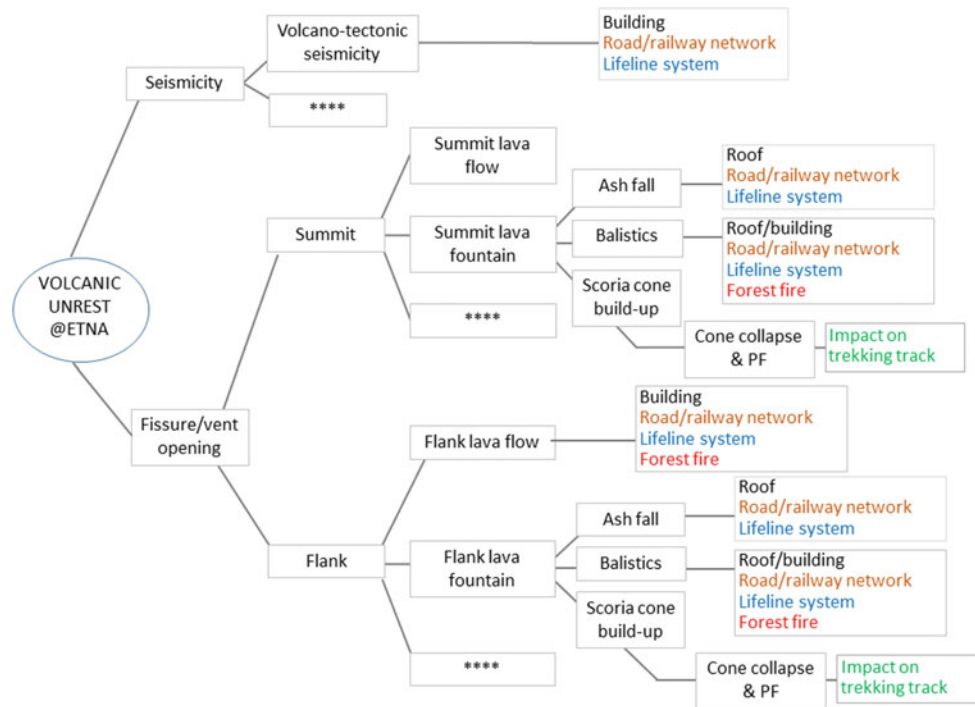 VOLCANIC
UNREST
@ETNA
Seismicity
Volcano-tectonic
seismicity
Building
Road/railway network
Lifeline system
****
Fissure/vent
opening
Summit
Summit lava
flow
Summit lava
fountain
Ash fall
Roof
Road/railway network
Lifeline system
Balistics
Roof/building
Road/railway network
Lifeline system
Forest fire
Scoria cone
build-up
Cone collapse
& PF
Impact on
trekking track
****
Flank
Flank lava flow
Building
Road/railway network
Lifeline system
Forest fire
Flank lava
fountain
Ash fall
Roof
Road/railway network
Lifeline system
Balistics
Roof/building
Road/railway network
Lifeline system
Forest fire
Scoria cone
build-up
Cone collapse
& PF
Impact on
trekking track
****